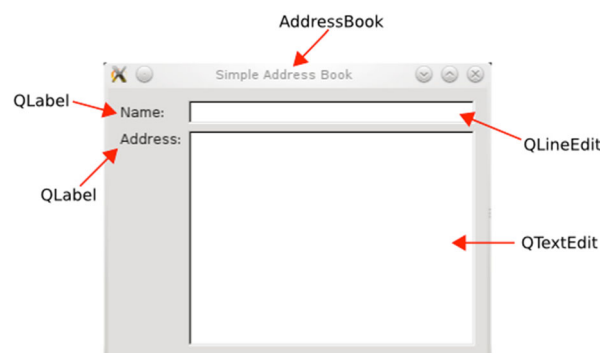 AddressBook
Simple Address Book
QLabel
Name:
QLineEdit
Address:
QLabel
QTextEdit